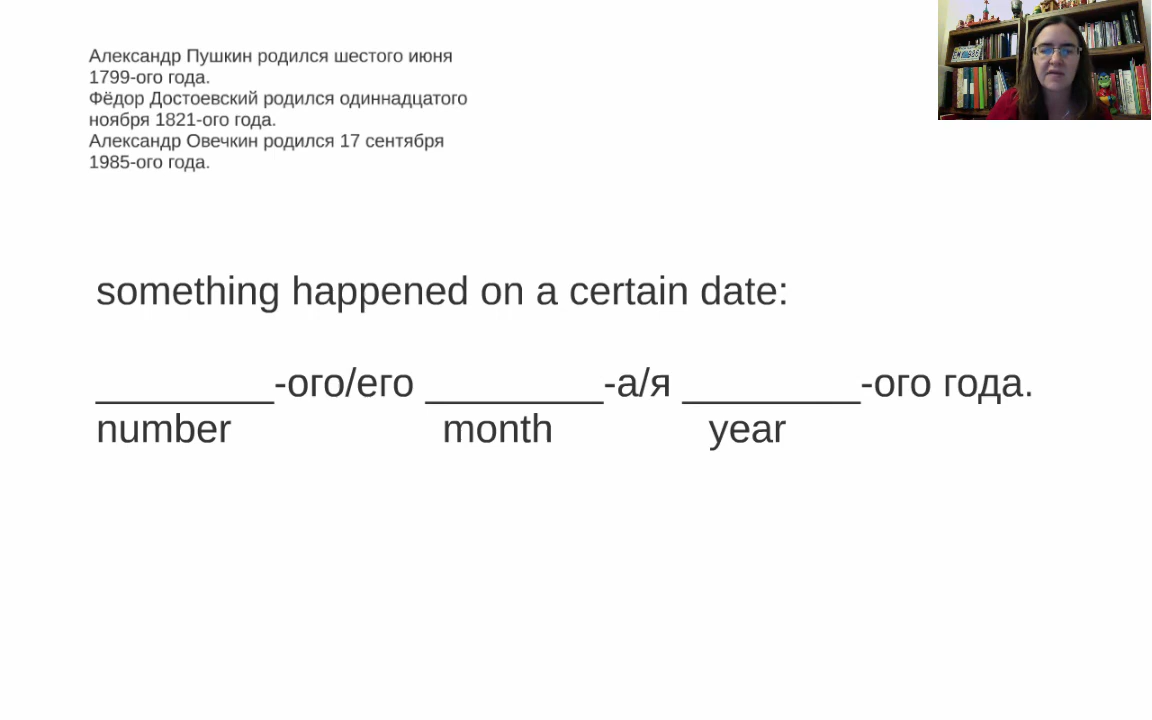 Александр Пушкин родился шестого июня
1799-ого года.
Фёдор Достоевский родился одиннадцатого
ноября 1821-ого года.
Александр Овечкин родился 17 сентября
1985-ого года.
something happened on a certain date:
________-ого/его ________-а/я ________-ого года.
number month year